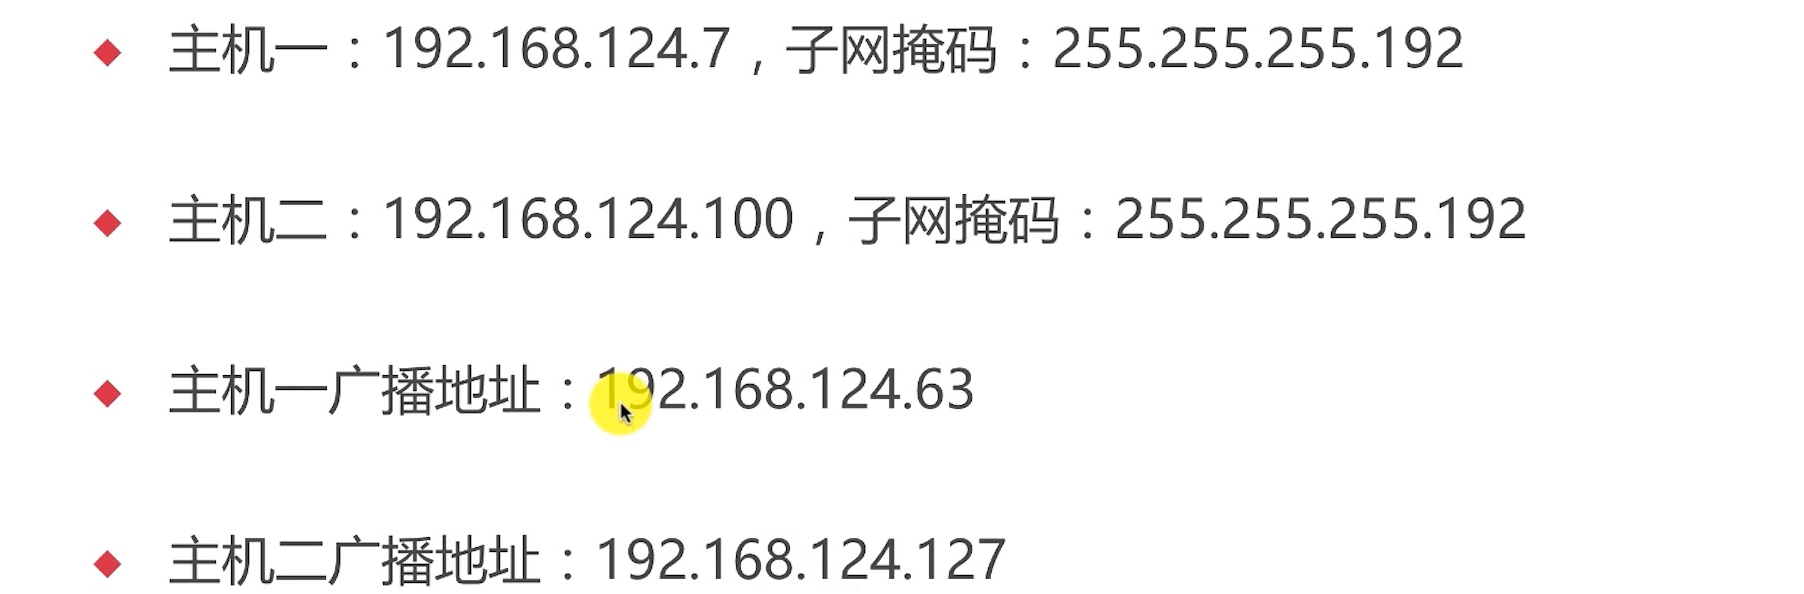 主机一：192.168.124.7，子网掩码：255.255.255.192
主机二：192.168.124.100，子网掩码：255.255.255.192
主机一广播地址：192.168.124.63
主机二广播地址：192.168.124.127